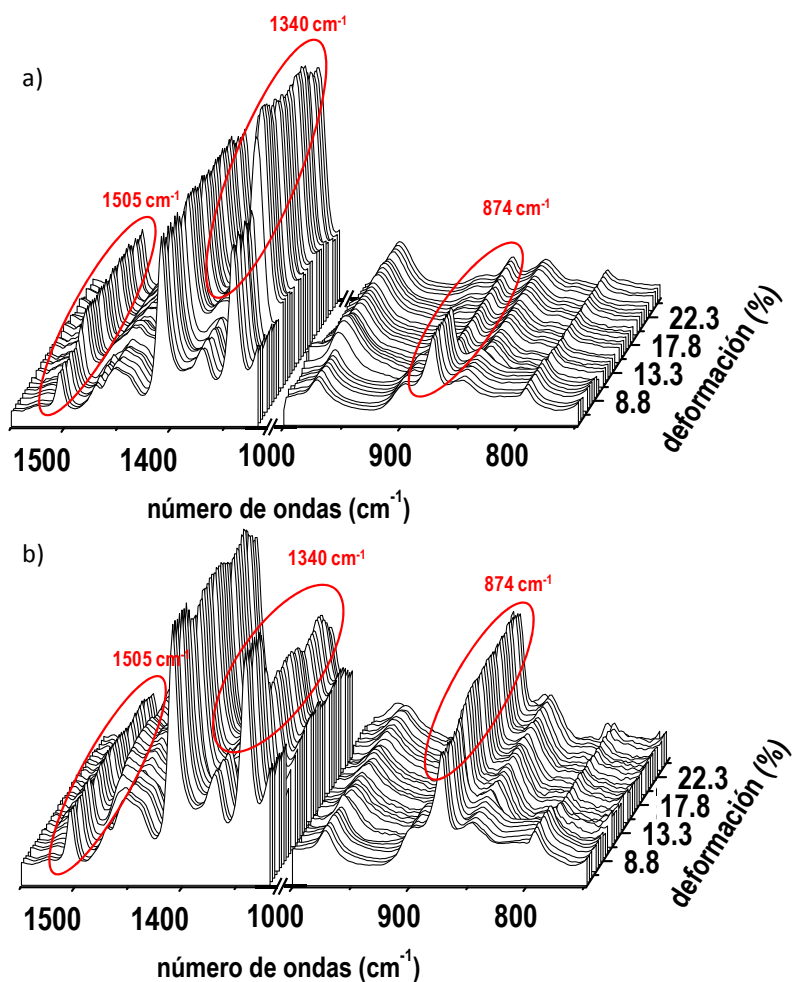 1340 cm-1
a)
1505 cm-1
874 cm-1
22.3
17.8
13.3
8.8
deformación (%)
1500 1400 1000 900 800
número de ondas (cm-1)
b)
1340 cm-1
874 cm-1
1505 cm-1
22.3
17.8
13.3
8.8
deformación (%)
1500 1400 1000 900 800
número de ondas (cm-1)